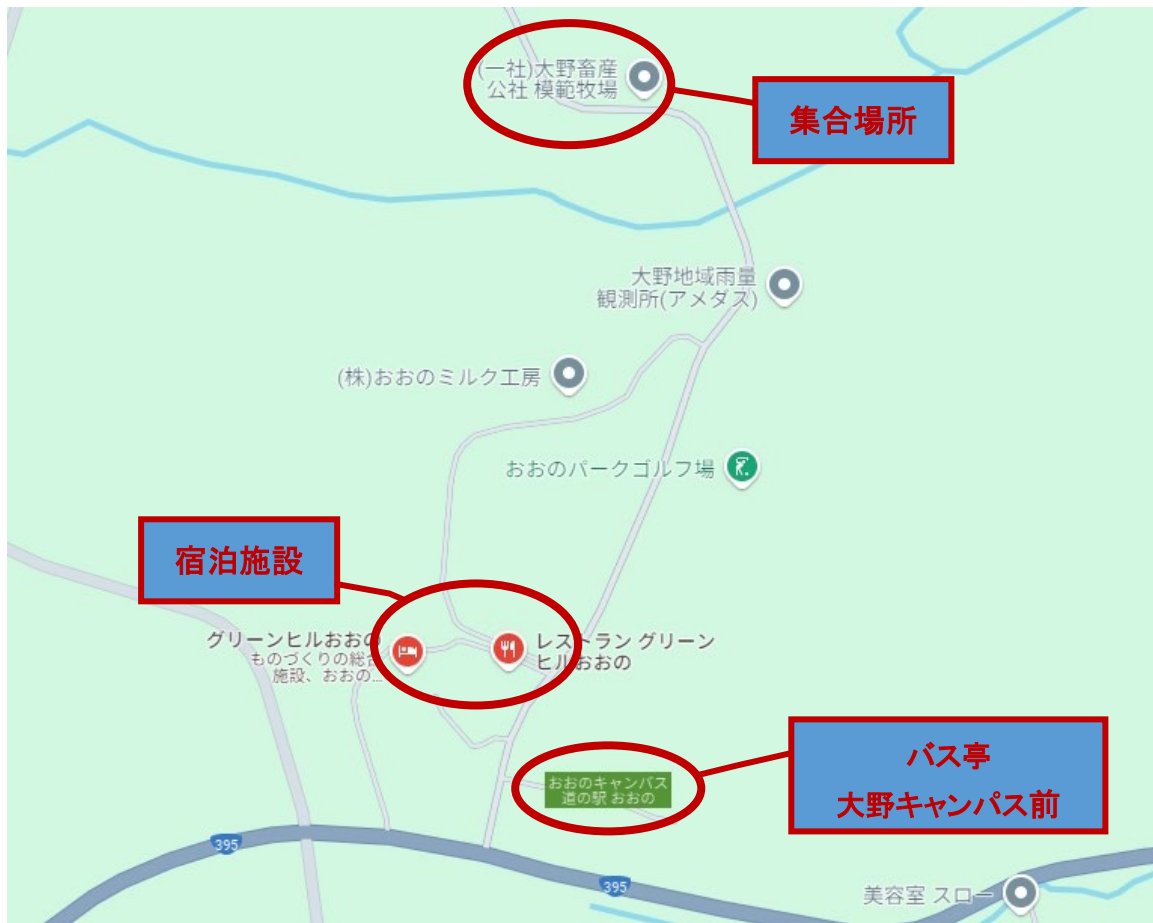 (一社)大野畜産
公社 模範牧場
集合場所
大野地域雨量
観測所(アメダス)
(株)おおのミルク工房
おおのパークゴルフ場
宿泊施設
グリーンヒルおおの
ものづくりの総合
施設、おおの...
レストラン グリーン
ヒルおおの
バス亭
大野キャンパス前
おおのキャンパス
道の駅 おおの
395
395
美容室 スロー